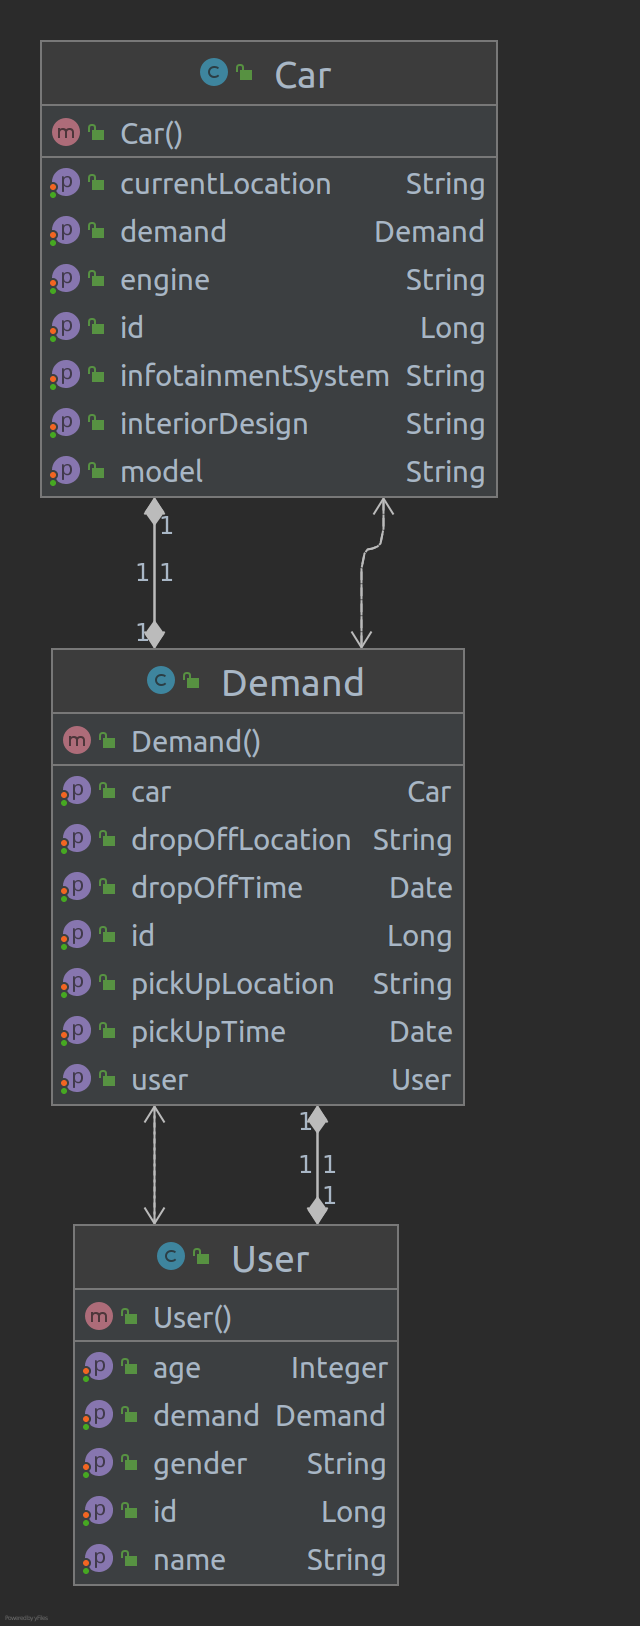 C Car
m Car()
p currentLocation String
p demand Demand
p engine String
p id Long
p infotainmentSystem String
p interiorDesign String
p model String
1
1 1
1
C Demand
m Demand()
p car Car
p dropOffLocation String
p dropOffTime Date
p id Long
p pickUpLocation String
p pickUpTime Date
p user User
1
1 1
1
C User
m User()
p age Integer
p demand Demand
p gender String
p id Long
p name String
Powered by yFiles